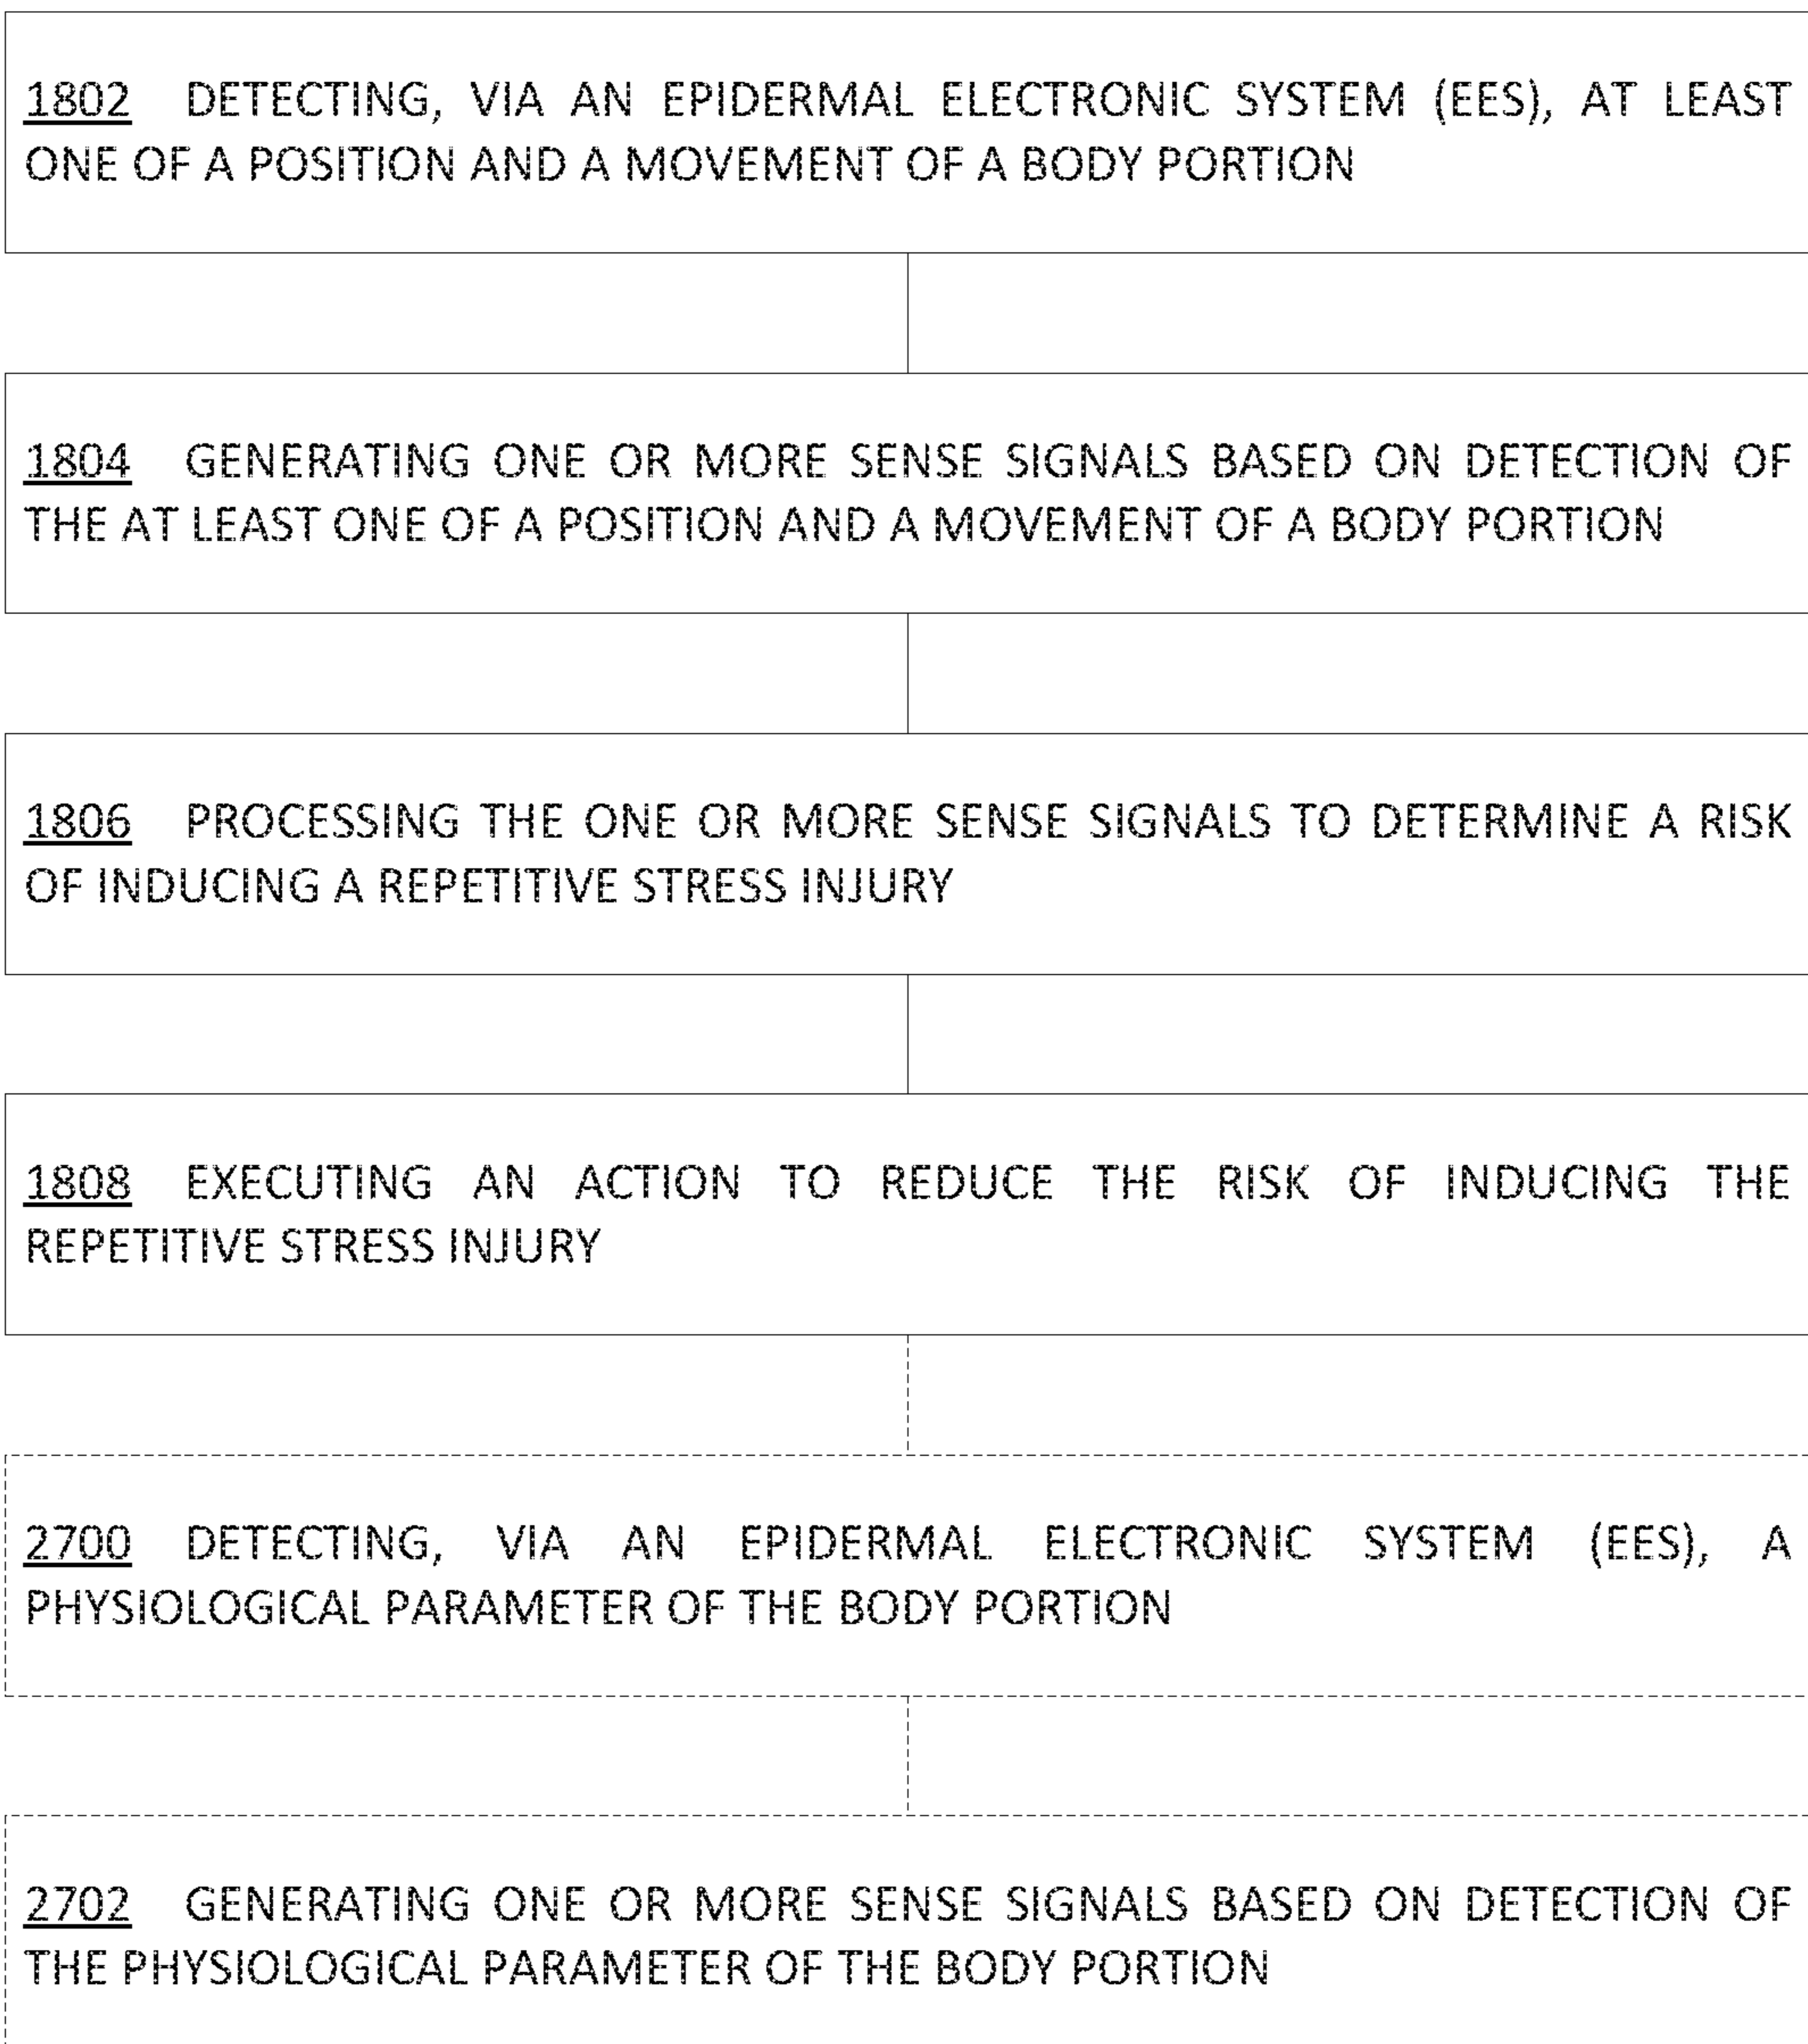 1802 DETECTING, VIA AN EPIDERMAL ELECTRONIC SYSTEM (EES), AT LEAST
ONE OF A POSITION AND A MOVEMENT OF A BODY PORTION
1804 GENERATING ONE OR MORE SENSE SIGNALS BASED ON DETECTION OF
THE AT LEAST ONE OF A POSITION AND A MOVEMENT OF A BODY PORTION
1806 PROCESSING THE ONE OR MORE SENSE SIGNALS TO DETERMINE A RISK
OF INDUCING A REPETITIVE STRESS INJURY
1808 EXECUTING AN ACTION TO REDUCE THE RISK OF INDUCING THE
REPETITIVE STRESS INJURY
2700 DETECTING, VIA AN EPIDERMAL ELECTRONIC SYSTEM (EES), A
PHYSIOLOGICAL PARAMETER OF THE BODY PORTION
2702 GENERATING ONE OR MORE SENSE SIGNALS BASED ON DETECTION OF
THE PHYSIOLOGICAL PARAMETER OF THE BODY PORTION